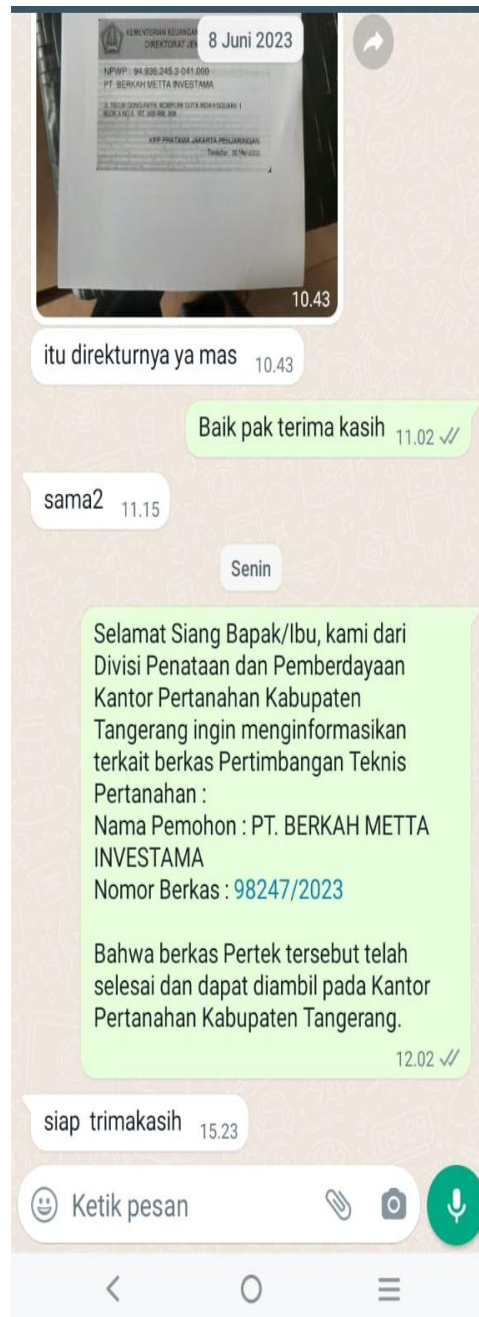 KEMENTERIAN KEUANGAN
DIREKTORAT JE
8 Juni 2023
NPWP : 94.936.245.3-041.000
PT BERKAH METTA INVESTAMA
KPP PRATAMA JAKARTA PENJARINGAN
10.43
itu direkturnya ya mas 10.43
Baik pak terima kasih 11.02
sama2 11.15
Senin
Selamat Siang Bapak/Ibu, kami dari
Divisi Penataan dan Pemberdayaan
Kantor Pertanahan Kabupaten
Tangerang ingin menginformasikan
terkait berkas Pertimbangan Teknis
Pertanahan :
Nama Pemohon : PT. BERKAH METTA
INVESTAMA
Nomor Berkas : 98247/2023
Bahwa berkas Pertek tersebut telah
selesai dan dapat diambil pada Kantor
Pertanahan Kabupaten Tangerang.
12.02
siap trimakasih 15.23
Ketik pesan